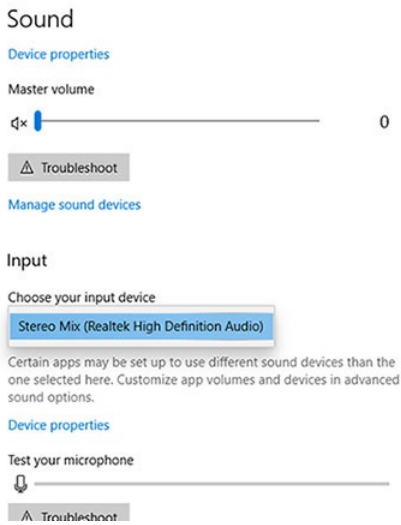 Sound
Device properties
Master volume
0
Troubleshoot
Manage sound devices
Input
Choose your input device
Stereo Mix (Realtek High Definition Audio)
Certain apps may be set up to use different sound devices than the
one selected here. Customize app volumes and devices in advanced
sound options.
Device properties
Test your microphone
Troubleshoot